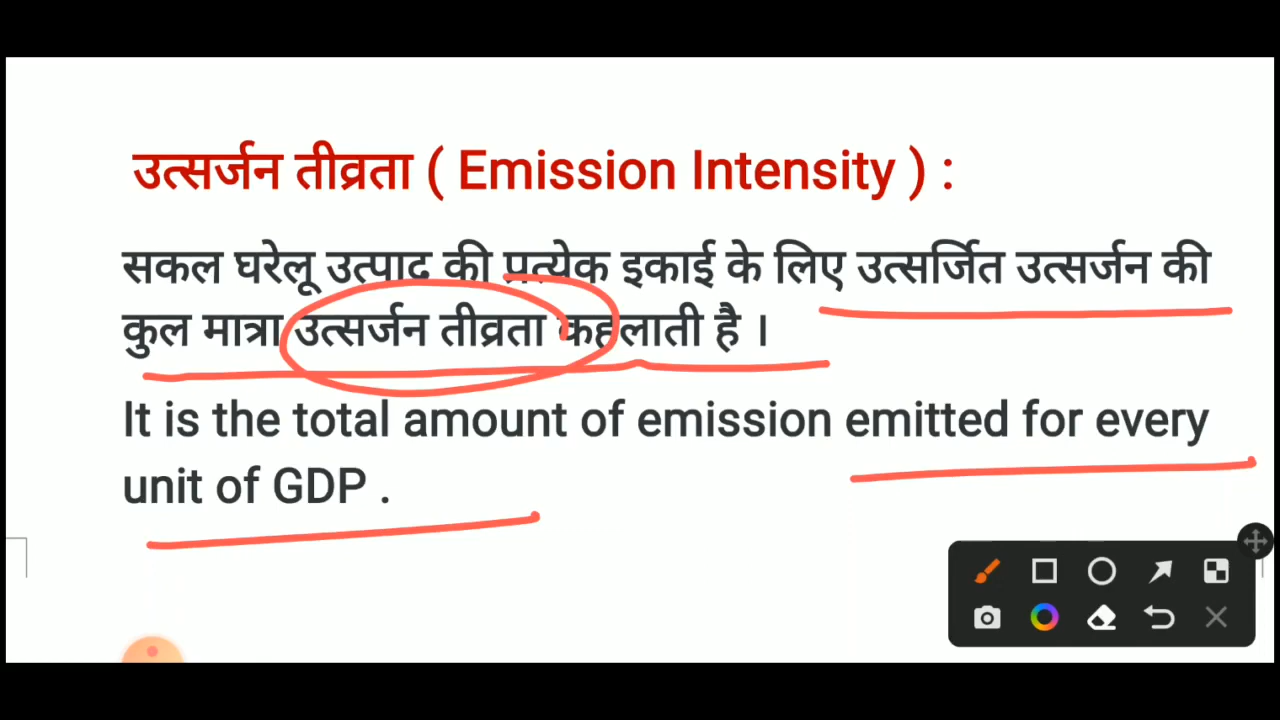 उत्सर्जन तीव्रता ( Emission Intensity ) :
सकल घरेलू उत्पाद की प्रत्येक इकाई के लिए उत्सर्जित उत्सर्जन की
कुल मात्रा उत्सर्जन तीव्रता कहलाती है ।
It is the total amount of emission emitted for every
unit of GDP .